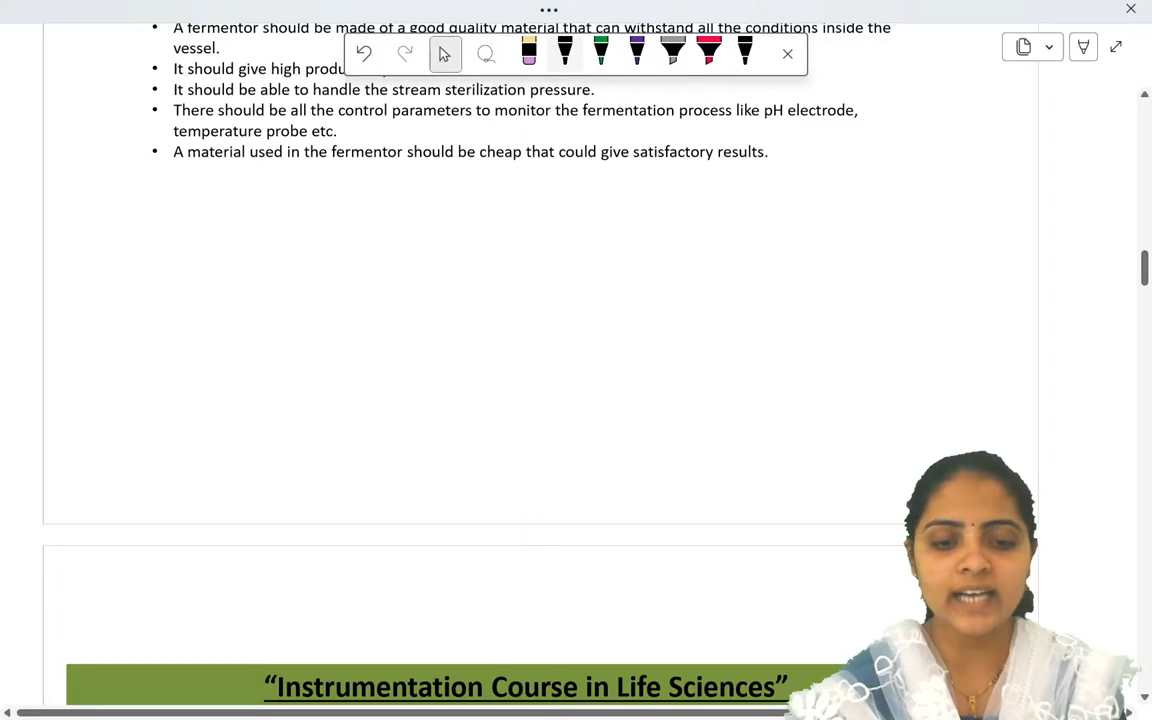 • A fermentor should be made of a good quality material that can withstand all the conditions inside the
vessel.
• It should give high
• It should be able to handle the stream sterilization pressure.
• There should be all the control parameters to monitor the fermentation process like pH electrode,
temperature probe etc.
• A material used in the fermentor should be cheap that could give satisfactory results.
“Instrumentation Course in Life Sciences”